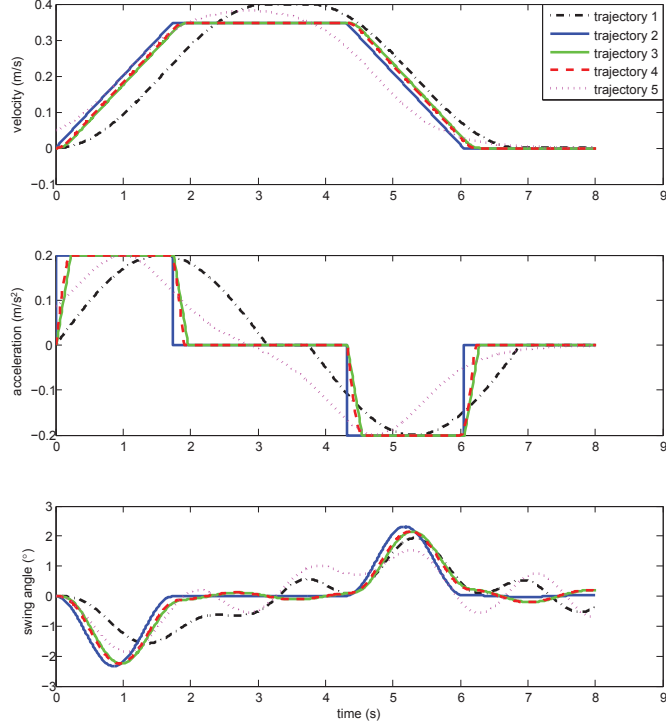 0.4
0.3
0.2
0.1
0
−0.1
velocity (m/s)
0 1 2 3 4 5 6 7 8 9
trajectory 1
trajectory 2
trajectory 3
trajectory 4
trajectory 5
0.2
0.1
0
−0.1
−0.2
acceleration (m/s²)
0 1 2 3 4 5 6 7 8 9
3
2
1
0
−1
−2
−3
swing angle (°)
0 1 2 3 4 5 6 7 8 9
time (s)